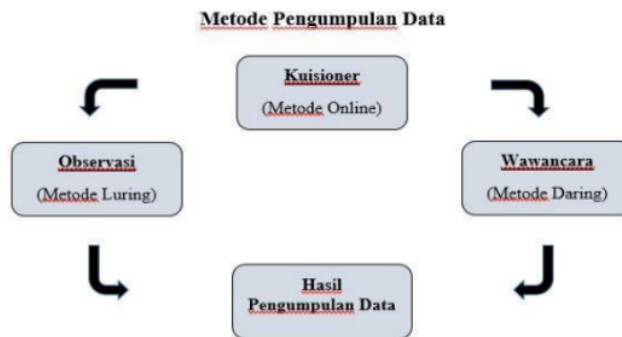 Metode Pengumpulan Data
Kuisioner
(Metode Online)
Observasi
(Metode Luring)
Wawancara
(Metode Daring)
Hasil
Pengumpulan Data